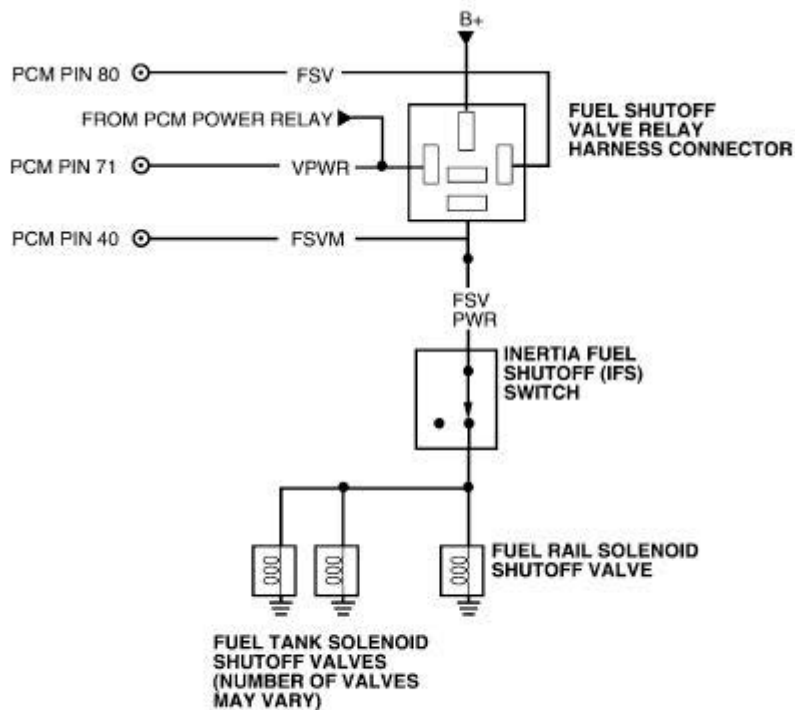 B+
PCM PIN 80
FSV
FUEL SHUTOFF
VALVE RELAY
HARNESS CONNECTOR
FROM PCM POWER RELAY
PCM PIN 71
VPWR
PCM PIN 40
FSVM
FSV
PWR
INERTIA FUEL
SHUTOFF (IFS)
SWITCH
FUEL RAIL SOLENOID
SHUTOFF VALVE
FUEL TANK SOLENOID
SHUTOFF VALVES
(NUMBER OF VALVES
MAY VARY)